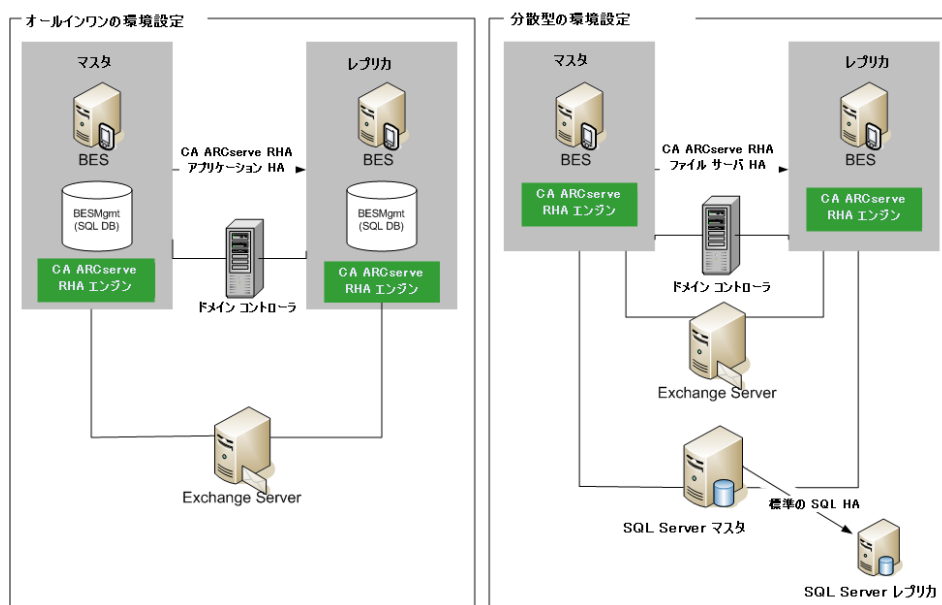 オールインワンの環境設定
マスタ
レプリカ
BES
BES
CA ARCserve RHA
アプリケーション HA
BESMgmt
(SQL DB)
BESMgmt
(SQL DB)
CA ARCserve
RHA エンジン
CA ARCserve
RHA エンジン
ドメイン コントローラ
Exchange Server
分散型の環境設定
マスタ
レプリカ
BES
BES
CA ARCserve RHA
ファイル サーバ HA
CA ARCserve
RHA エンジン
CA ARCserve
RHA エンジン
ドメイン コントローラ
Exchange Server
標準の SQL HA
SQL Server マスタ
SQL Server レプリカ